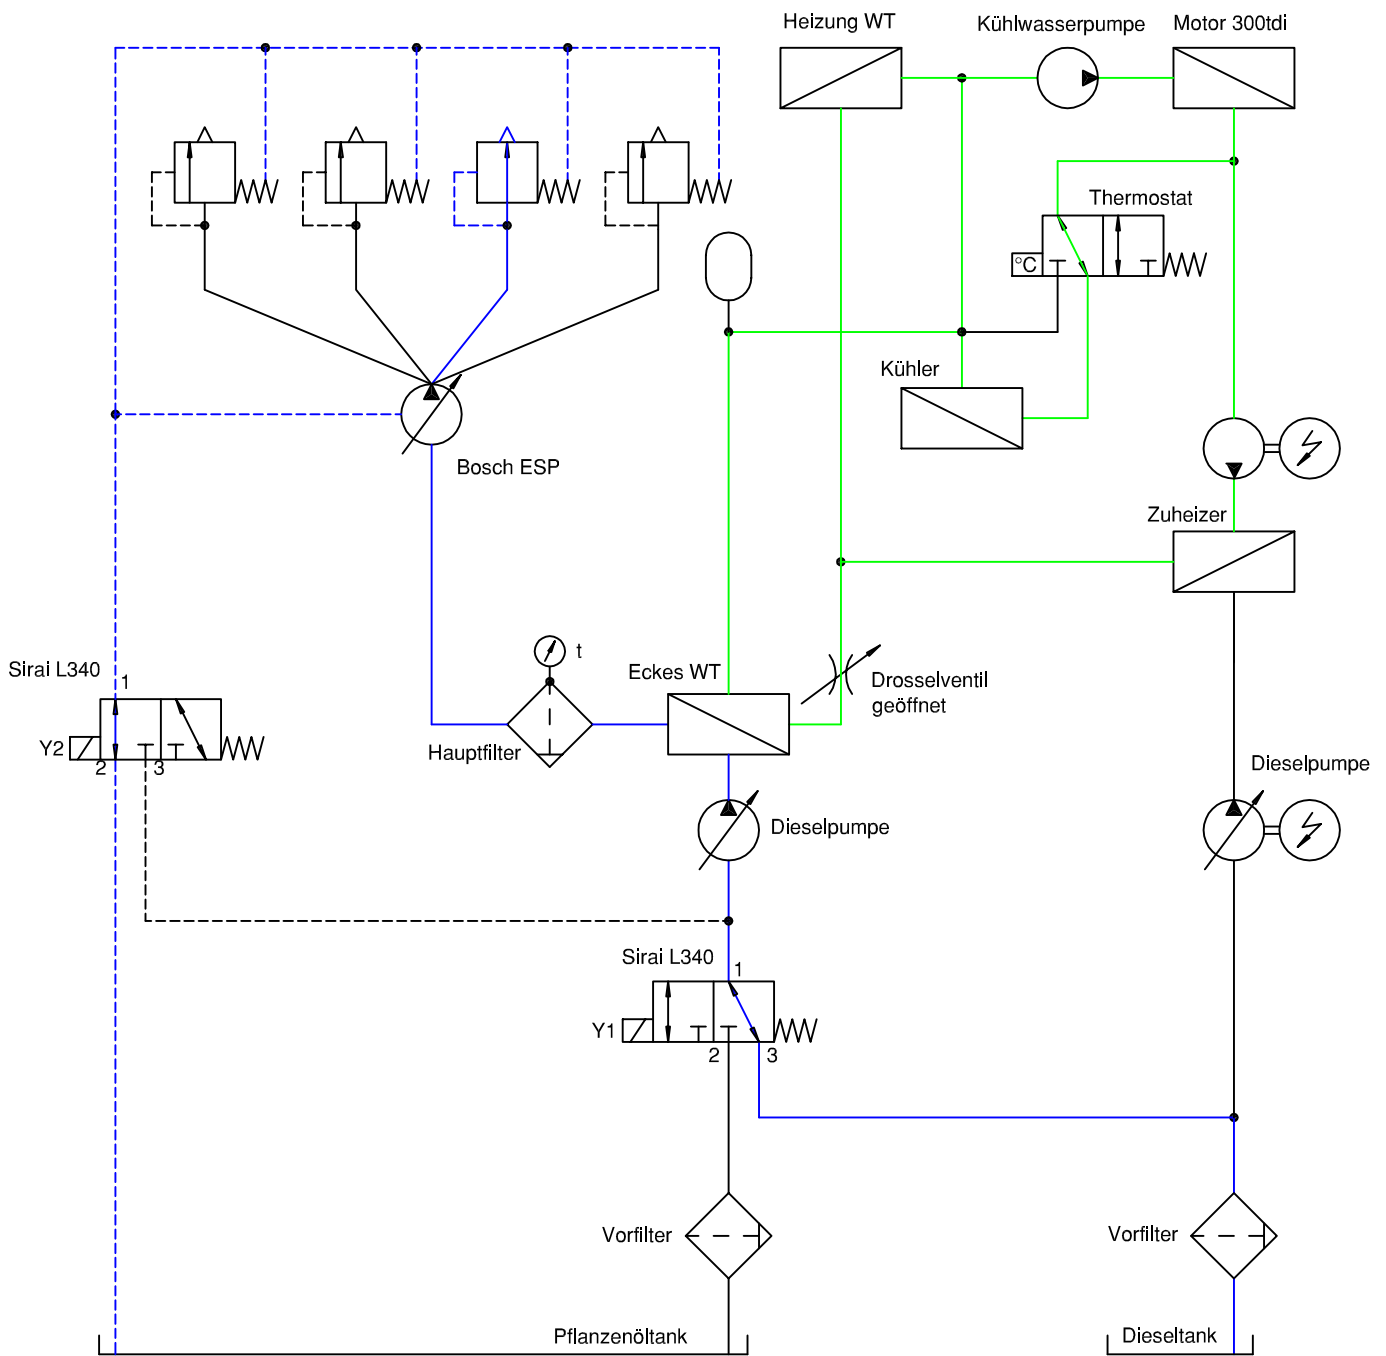 Heizung WT
Kühlwasserpumpe
Motor 300tdi
Thermostat
°C
Kühler
Bosch ESP
Zuheizer
t
Sirai L340
1
Eckes WT
Drosselventil
geöffnet
Y2
2
3
Hauptfilter
Dieselpumpe
Dieselpumpe
Sirai L340
1
Y1
2
3
Vorfilter
Vorfilter
Pflanzenöltank
Dieseltank